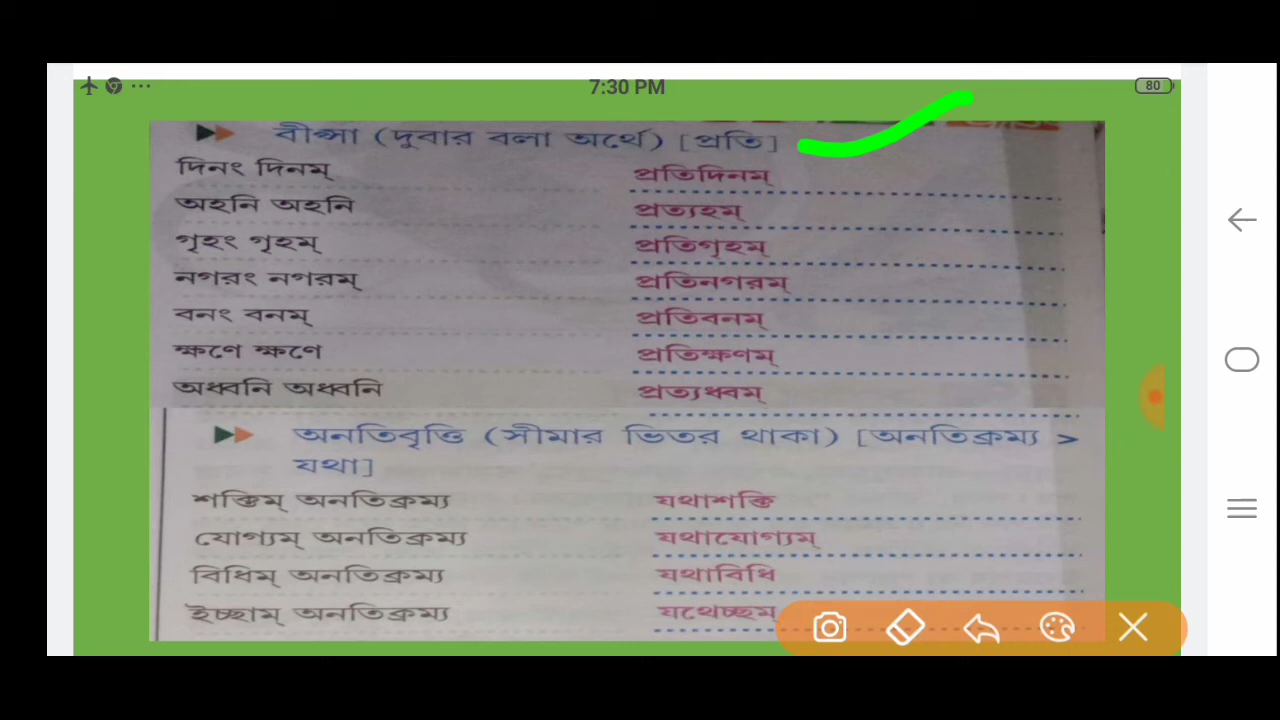 7:30 PM
80
বীপ্সা (দুবার বলা অর্থে) [প্রতি]
দিনং দিনম্ প্রতিদিনম্
অহনি অহনি প্রত্যহম্
গৃহং গৃহম্ প্রতিগৃহম্
নগরং নগরম্ প্রতিনগরম্
বনং বনম্ প্রতিবনম্
ক্ষণে ক্ষণে প্রতিক্ষণম্
অধ্বনি অধ্বনি প্রত্যধ্বম্
অনতিবৃত্তি (সীমার ভিতর থাকা) [অনতিক্রম্য >
যথা]
শক্তিম্ অনতিক্রম্য যথাশক্তি
যোগ্যম্ অনতিক্রম্য যথাযোগ্যম্
বিধিম্ অনতিক্রম্য যথাবিধি
ইচ্ছাম্ অনতিক্রম্য যথেচ্ছম্